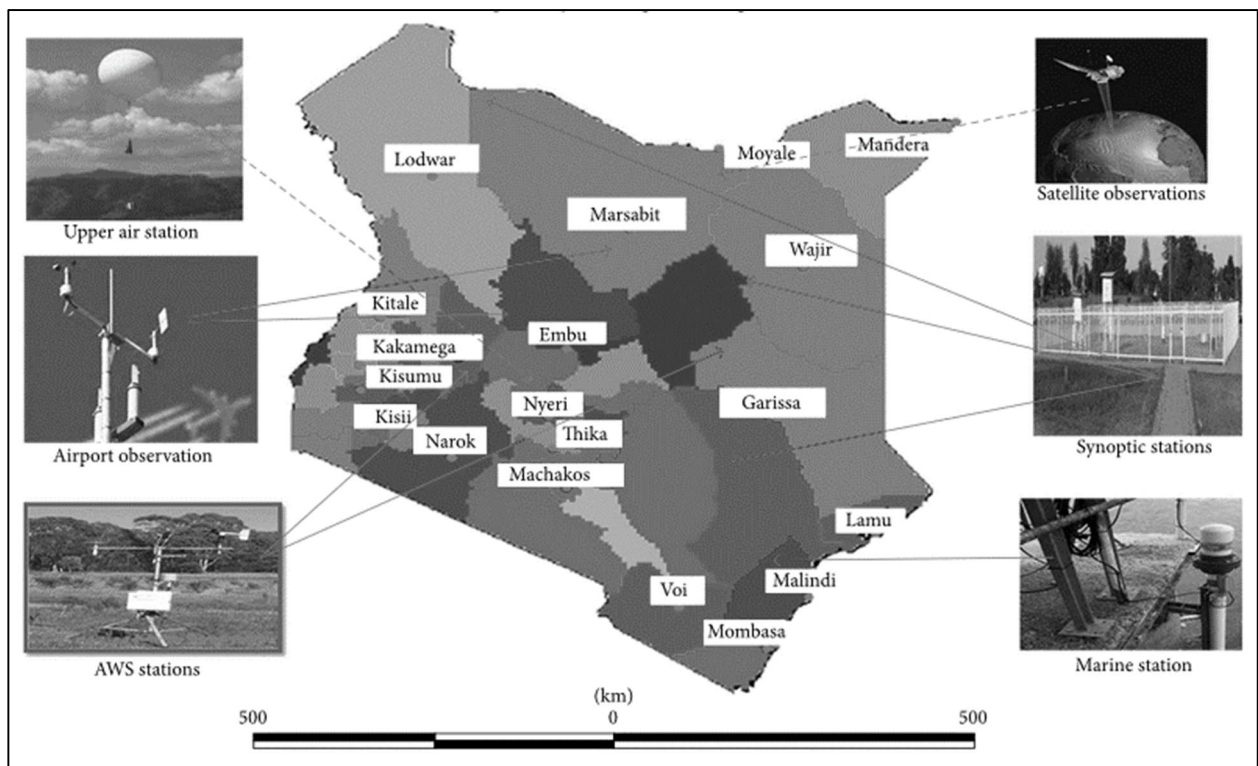 Upper air station
Airport observation
AWS stations
Lodwar
Moyale
Mandera
Marsabit
Wajir
Kitale
Embu
Kakamega
Kisumu
Nyeri
Garissa
Kisii
Narok
Thika
Machakos
Lamu
Voi
Malindi
Mombasa
Satellite observations
Synoptic stations
Marine station
(km)
500 0 500